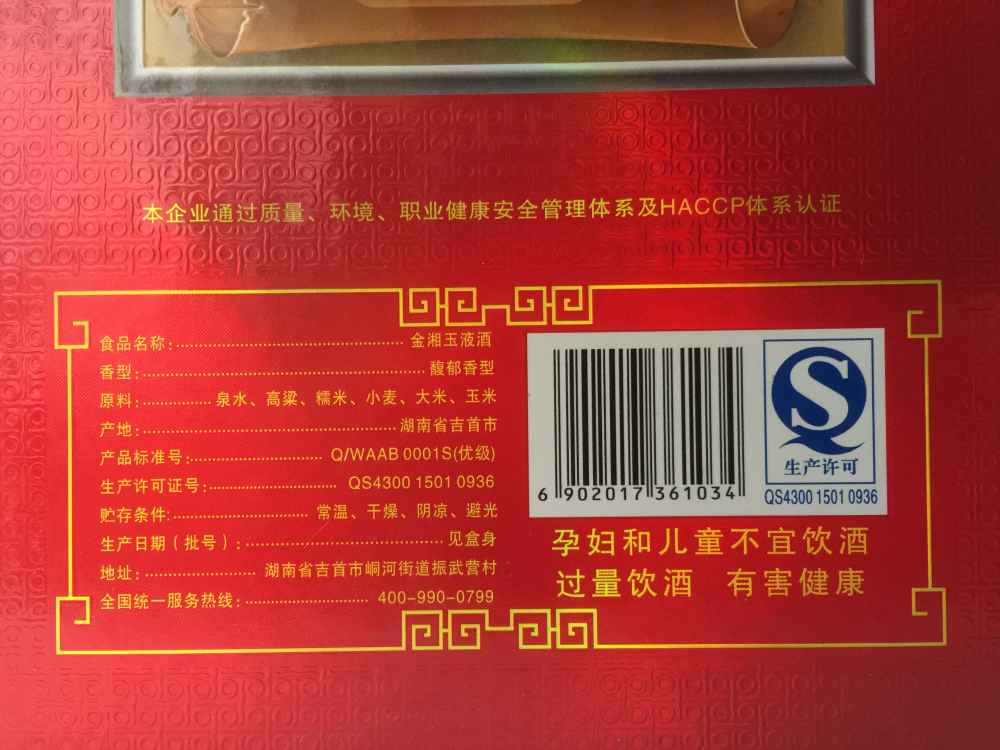 本企业通过质量、环境、职业健康安全管理体系及HACCP体系认证
食品名称:························金湘玉液酒
香型:························馥郁香型
原料:·············泉水、高粱、糯米、小麦、大米、玉米
产地:························湖南省吉首市
产品标准号:························Q/WAAB 0001S(优级)
生产许可证号:························QS4300 1501 0936
贮存条件:························常温、干燥、阴凉、避光
生产日期(批号):························见盒身
地址:·················湖南省吉首市峒河街道振武营村
全国统一服务热线:·····················400-990-0799
6 902017 361034
S
生产许可
QS4300 1501 0936
孕妇和儿童不宜饮酒
过量饮酒 有害健康